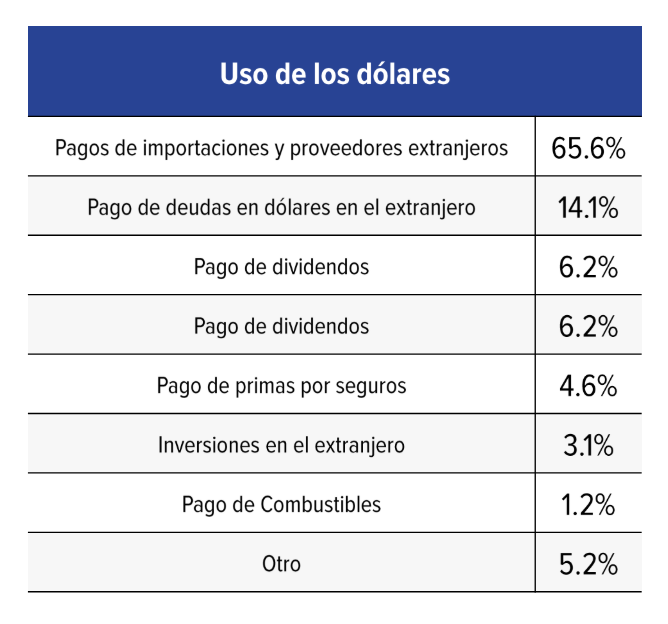 Uso de los dólares
Pagos de importaciones y proveedores extranjeros 65.6%
Pago de deudas en dólares en el extranjero 14.1%
Pago de dividendos 6.2%
Pago de dividendos 6.2%
Pago de primas por seguros 4.6%
Inversiones en el extranjero 3.1%
Pago de Combustibles 1.2%
Otro 5.2%